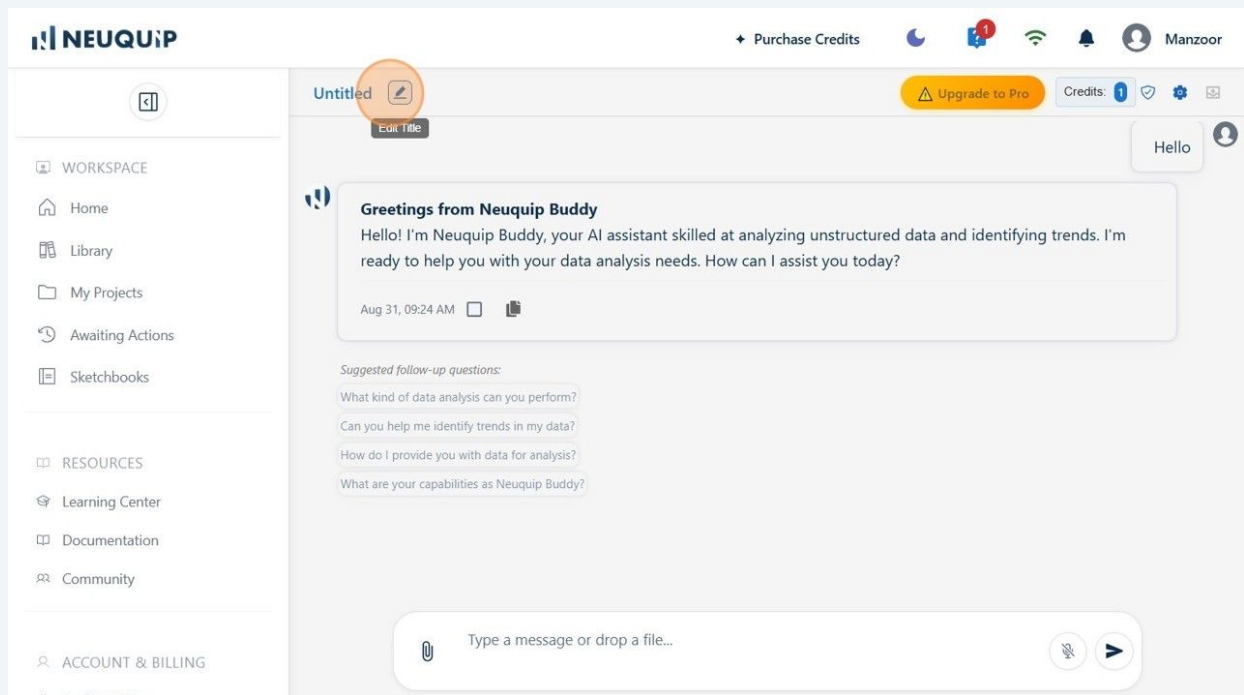 NEUQUIP
Purchase Credits
1
Manzoor
Untitled
Edit Title
Upgrade to Pro
Credits: 1
Hello
WORKSPACE
Home
Library
My Projects
Awaiting Actions
Sketchbooks
RESOURCES
Learning Center
Documentation
Community
ACCOUNT & BILLING
Greetings from Neuquip Buddy
Hello! I'm Neuquip Buddy, your AI assistant skilled at analyzing unstructured data and identifying trends. I'm
ready to help you with your data analysis needs. How can I assist you today?
Aug 31, 09:24 AM
Suggested follow-up questions:
What kind of data analysis can you perform?
Can you help me identify trends in my data?
How do I provide you with data for analysis?
What are your capabilities as Neuquip Buddy?
Type a message or drop a file...